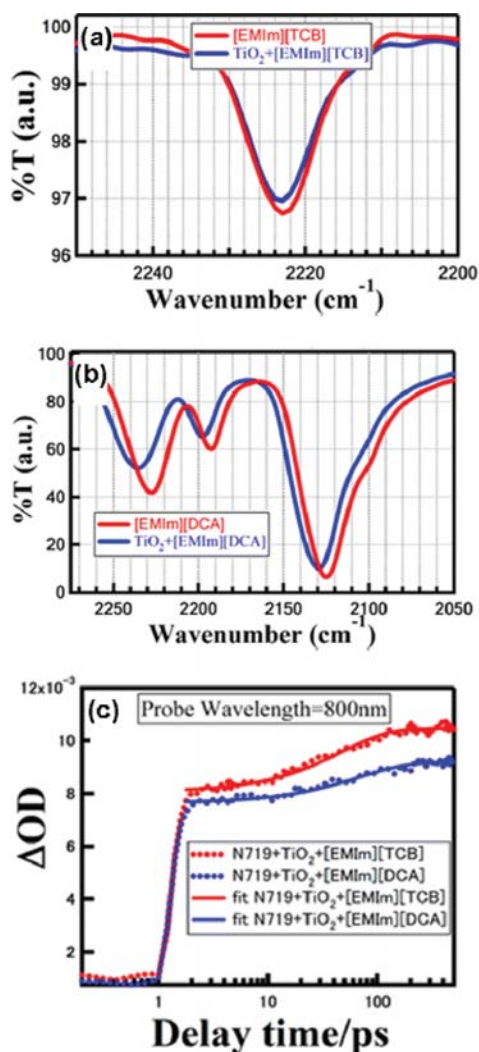 (a)
[EMIm][TCB]
TiO₂+[EMIm][TCB]
100
99
98
97
96
%T (a.u.)
2240
2220
2200
Wavenumber (cm⁻¹)
(b)
[EMIm][DCA]
TiO₂+[EMIm][DCA]
100
80
60
40
20
0
%T (a.u.)
2250
2200
2150
2100
2050
Wavenumber (cm⁻¹)
(c)
Probe Wavelength=800nm
12x10⁻³
10
8
6
4
2
ΔOD
N719+TiO₂+[EMIm][TCB]
N719+TiO₂+[EMIm][DCA]
fit N719+TiO₂+[EMIm][TCB]
fit N719+TiO₂+[EMIm][DCA]
1
10
100
Delay time/ps